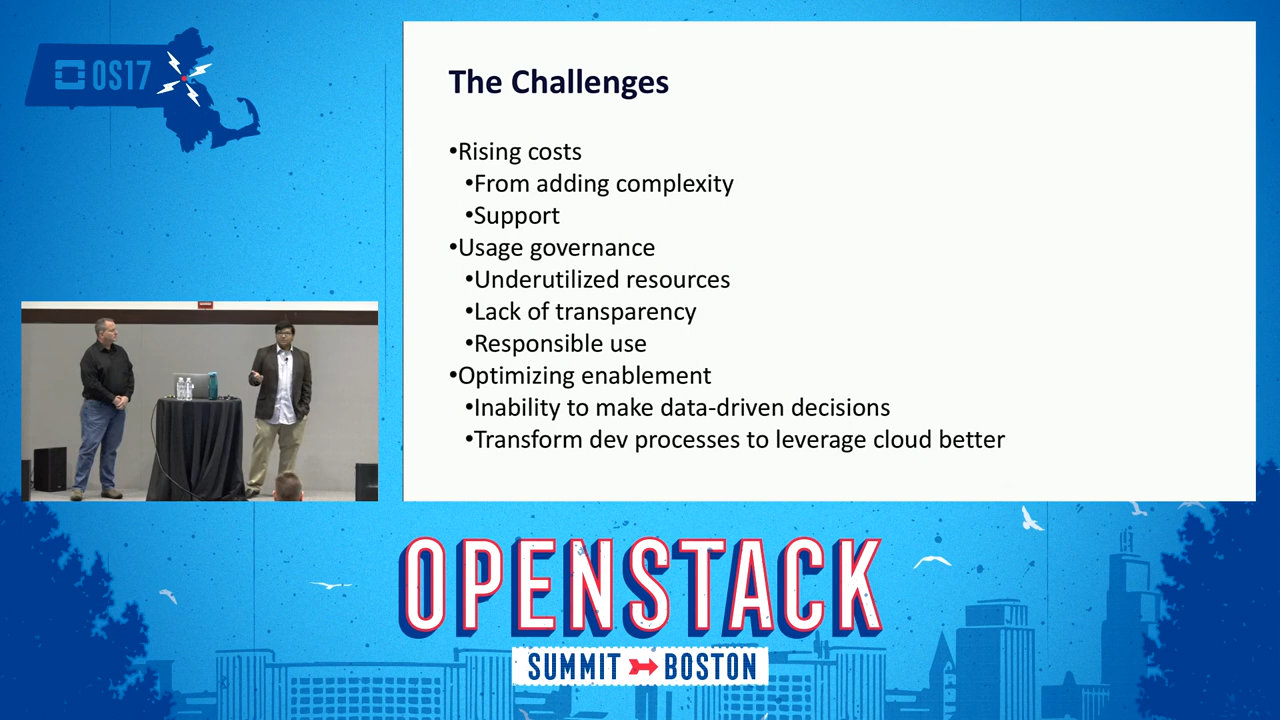 OS17
The Challenges
•Rising costs
•From adding complexity
•Support
•Usage governance
•Underutilized resources
•Lack of transparency
•Responsible use
•Optimizing enablement
•Inability to make data-driven decisions
•Transform dev processes to leverage cloud better
OPENSTACK
SUMMIT BOSTON